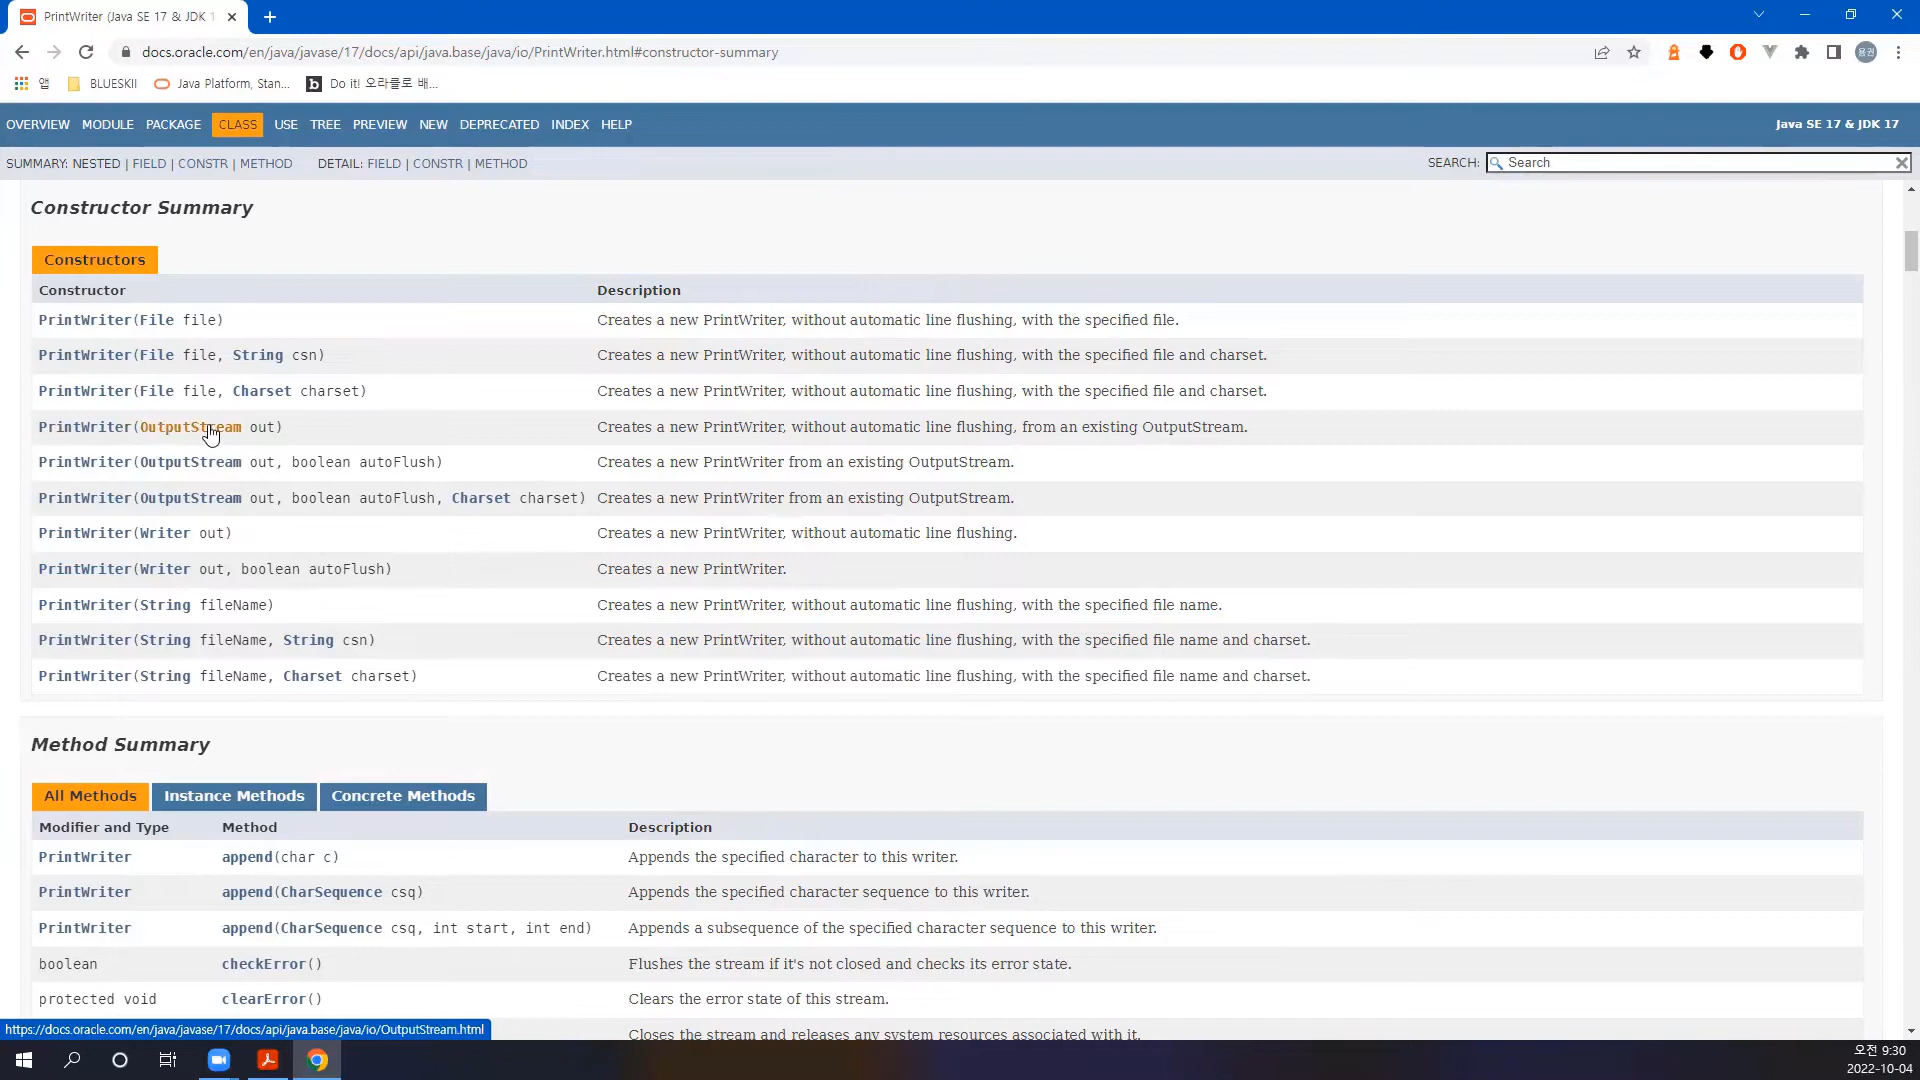 PrintWriter (Java SE 17 & JDK 1
docs.oracle.com/en/java/javase/17/docs/api/java.base/java/io/PrintWriter.html#constructor-summary
용권
앱 BLUESKII Java Platform, Stan... Do it! 오라클로 배...
OVERVIEW MODULE PACKAGE CLASS USE TREE PREVIEW NEW DEPRECATED INDEX HELP Java SE 17 & JDK 17
SUMMARY: NESTED | FIELD | CONSTR | METHOD DETAIL: FIELD | CONSTR | METHOD SEARCH: Search
Constructor Summary
Constructors
Constructor Description
PrintWriter(File file) Creates a new PrintWriter, without automatic line flushing, with the specified file.
PrintWriter(File file, String csn) Creates a new PrintWriter, without automatic line flushing, with the specified file and charset.
PrintWriter(File file, Charset charset) Creates a new PrintWriter, without automatic line flushing, with the specified file and charset.
PrintWriter(OutputStream out) Creates a new PrintWriter, without automatic line flushing, from an existing OutputStream.
PrintWriter(OutputStream out, boolean autoFlush) Creates a new PrintWriter from an existing OutputStream.
PrintWriter(OutputStream out, boolean autoFlush, Charset charset) Creates a new PrintWriter from an existing OutputStream.
PrintWriter(Writer out) Creates a new PrintWriter, without automatic line flushing.
PrintWriter(Writer out, boolean autoFlush) Creates a new PrintWriter.
PrintWriter(String fileName) Creates a new PrintWriter, without automatic line flushing, with the specified file name.
PrintWriter(String fileName, String csn) Creates a new PrintWriter, without automatic line flushing, with the specified file name and charset.
PrintWriter(String fileName, Charset charset) Creates a new PrintWriter, without automatic line flushing, with the specified file name and charset.
Method Summary
All Methods Instance Methods Concrete Methods
Modifier and Type Method Description
PrintWriter append(char c) Appends the specified character to this writer.
PrintWriter append(CharSequence csq) Appends the specified character sequence to this writer.
PrintWriter append(CharSequence csq, int start, int end) Appends a subsequence of the specified character sequence to this writer.
boolean checkError() Flushes the stream if it's not closed and checks its error state.
protected void clearError() Clears the error state of this stream.
Closes the stream and releases any system resources associated with it.
https://docs.oracle.com/en/java/javase/17/docs/api/java.base/java/io/OutputStream.html
오전 9:30
2022-10-04